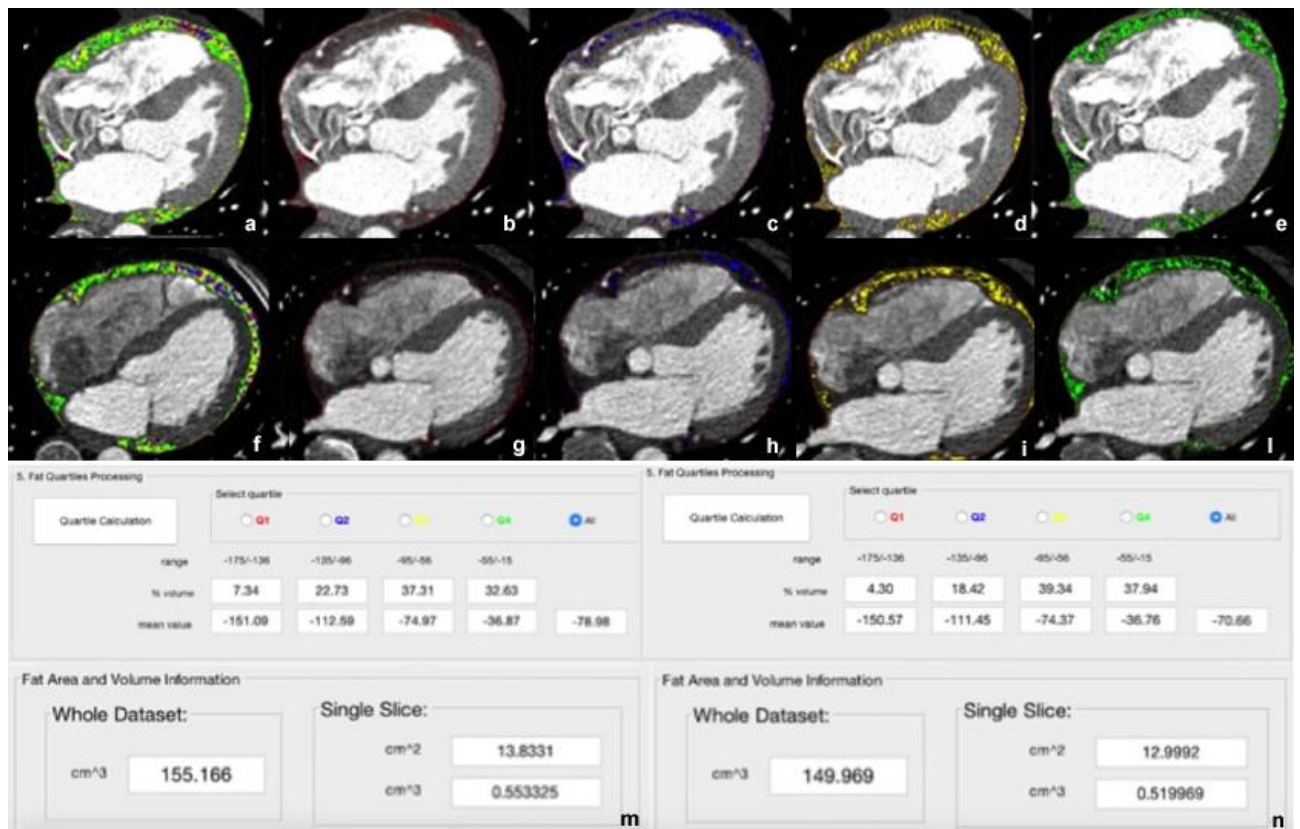 a b c d e
f g h i l
5. Fat Quartiles Processing
Quartile Calculation
Select quartile
Q1 Q2 Q3 Q4 All
range -175/-136 -135/-96 -95/-56 -55/-15
% volume 7.34 22.73 37.31 32.63
mean value -151.09 -112.59 -74.97 -36.87 -78.98
Fat Area and Volume Information
Whole Dataset:
cm^3 155.166
Single Slice:
cm^2 13.8331
cm^3 0.553325
m
5. Fat Quartiles Processing
Quartile Calculation
Select quartile
Q1 Q2 Q3 Q4 All
range -175/-136 -135/-96 -95/-56 -55/-15
% volume 4.30 18.42 39.34 37.94
mean value -150.57 -111.45 -74.37 -36.76 -70.66
Fat Area and Volume Information
Whole Dataset:
cm^3 149.969
Single Slice:
cm^2 12.9992
cm^3 0.519969
n